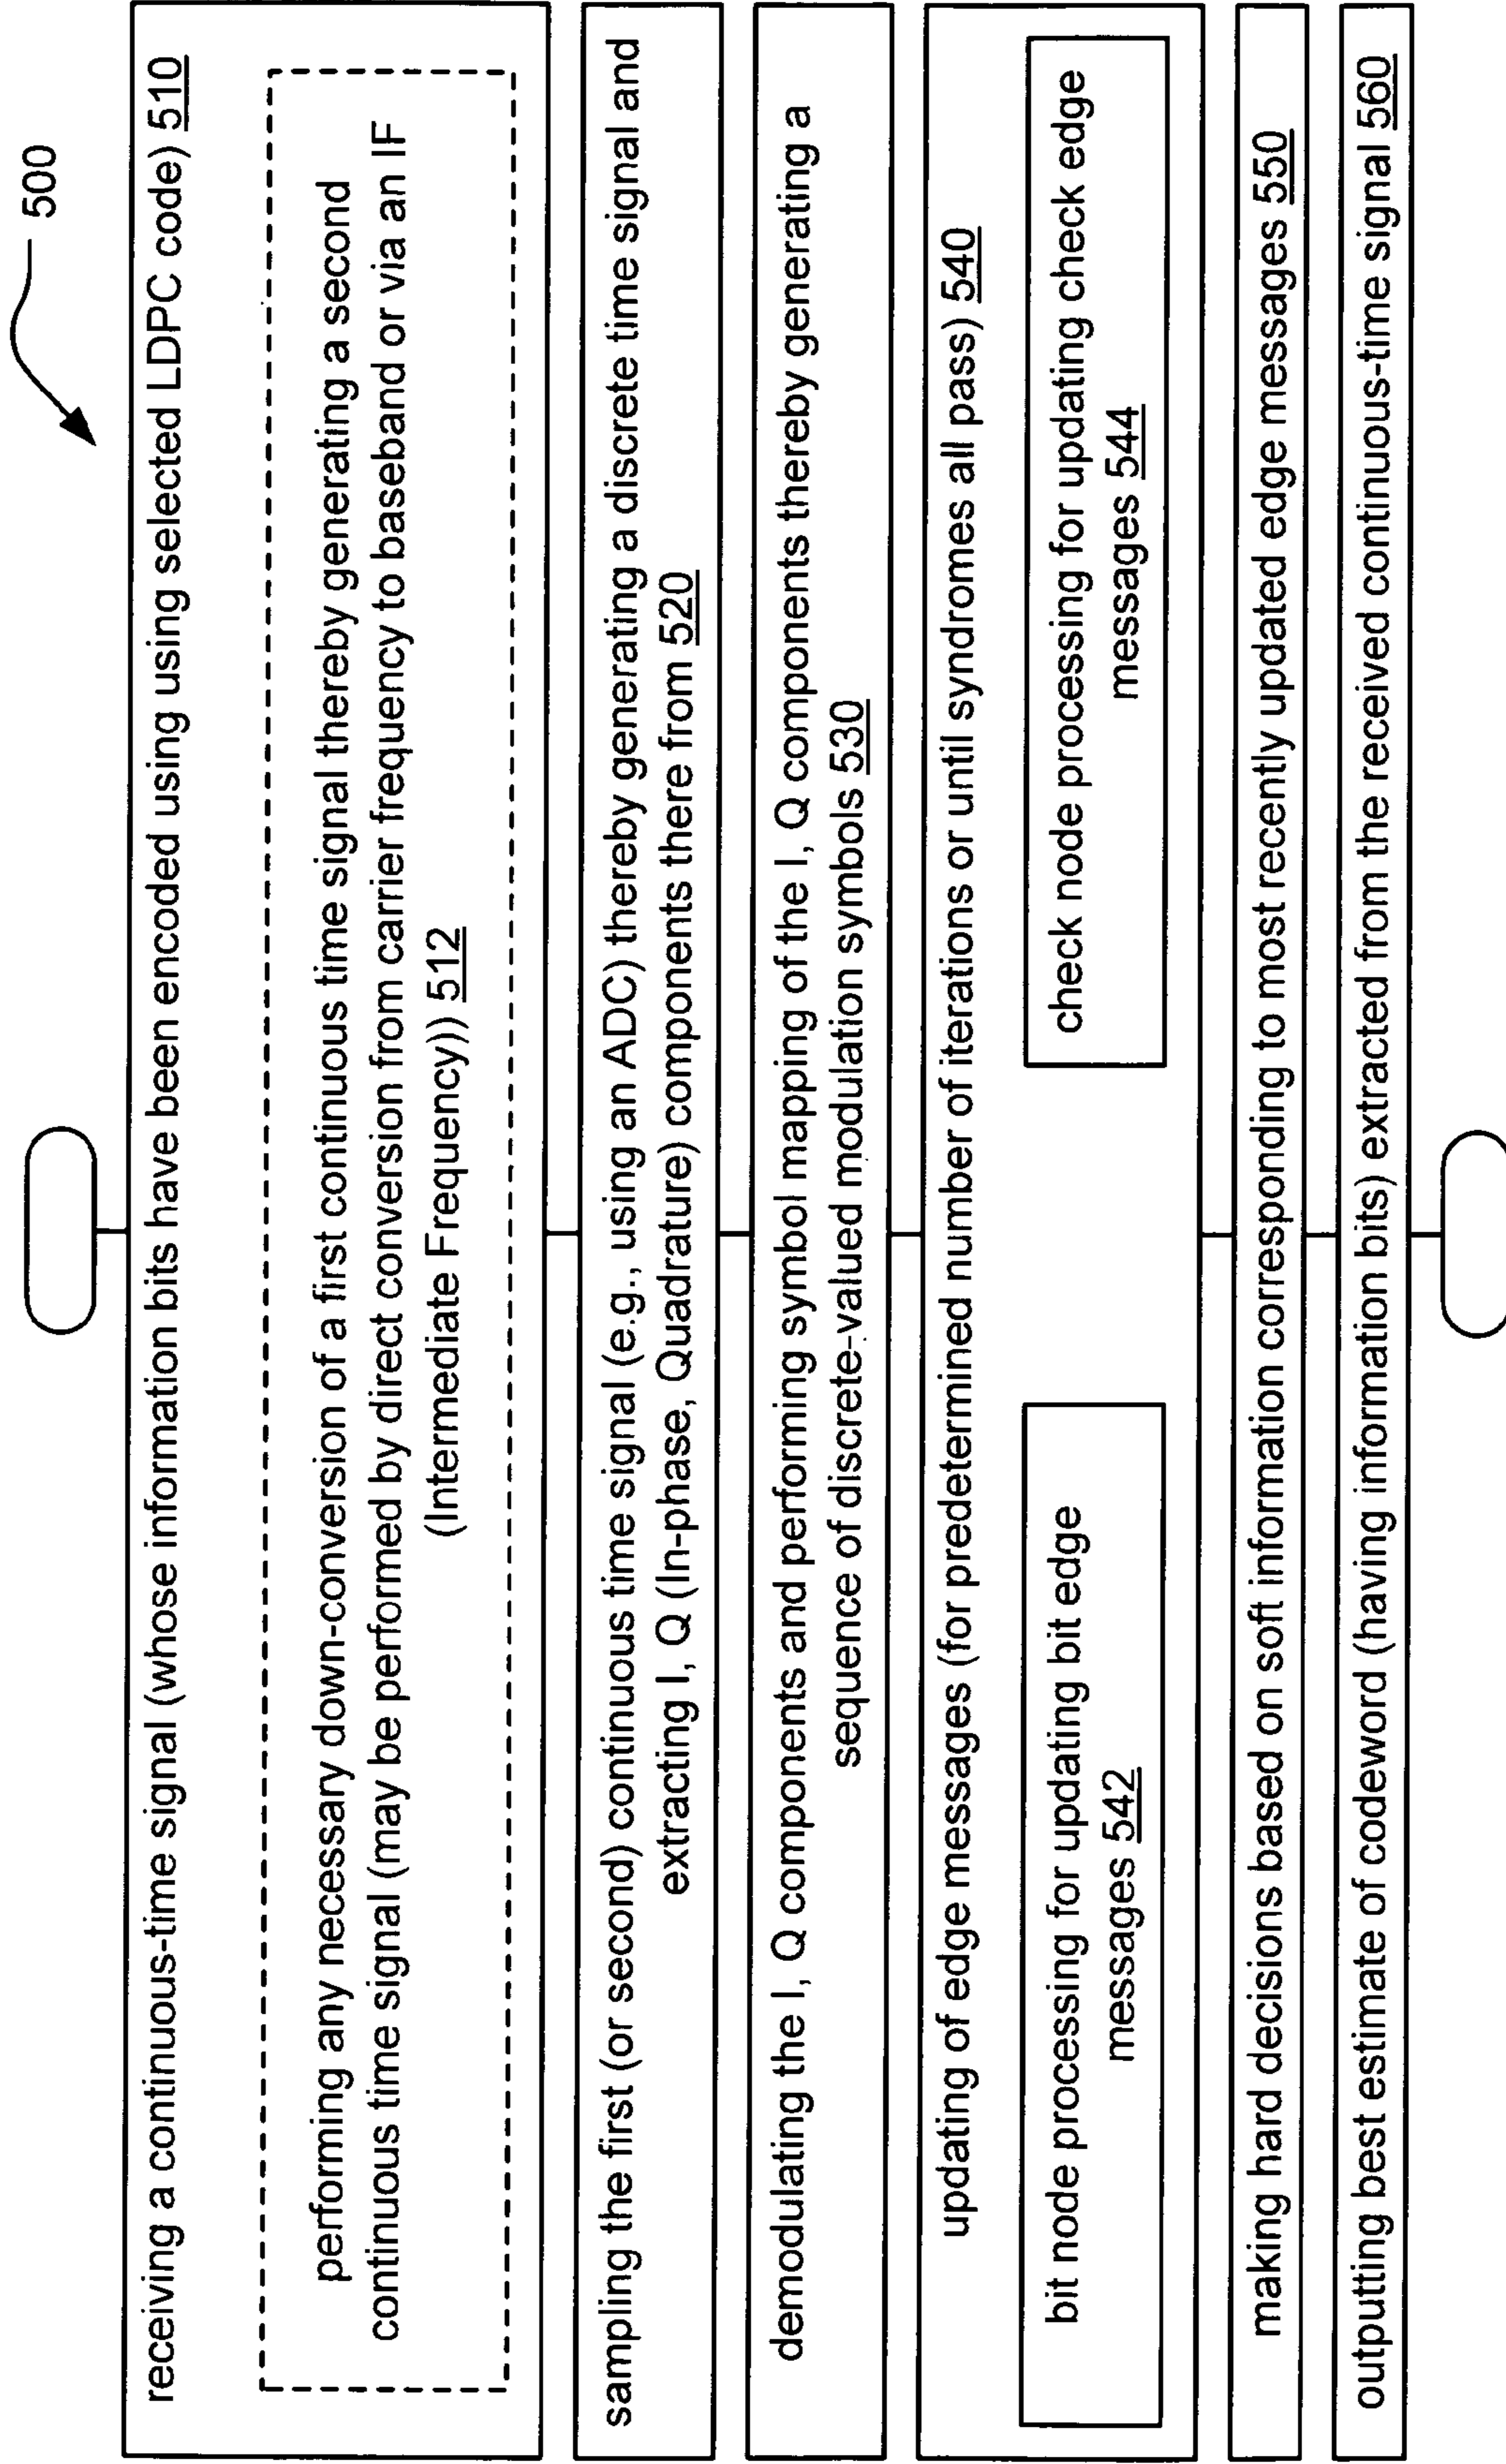 500
receiving a continuous-time signal (whose information bits have been encoded using using selected LDPC code) 510
performing any necessary down-conversion of a first continuous time signal thereby generating a second
continuous time signal (may be performed by direct conversion from carrier frequency to baseband or via an IF
(Intermediate Frequency))) 512
sampling the first (or second) continuous time signal (e.g., using an ADC) thereby generating a discrete time signal and
extracting I, Q (In-phase, Quadrature) components there from 520
demodulating the I, Q components and performing symbol mapping of the I, Q components thereby generating a
sequence of discrete-valued modulation symbols 530
updating of edge messages (for predetermined number of iterations or until syndromes all pass) 540
bit node processing for updating bit edge
messages 542
check node processing for updating check edge
messages 544
making hard decisions based on soft information corresponding to most recently updated edge messages 550
outputting best estimate of codeword (having information bits) extracted from the received continuous-time signal 560